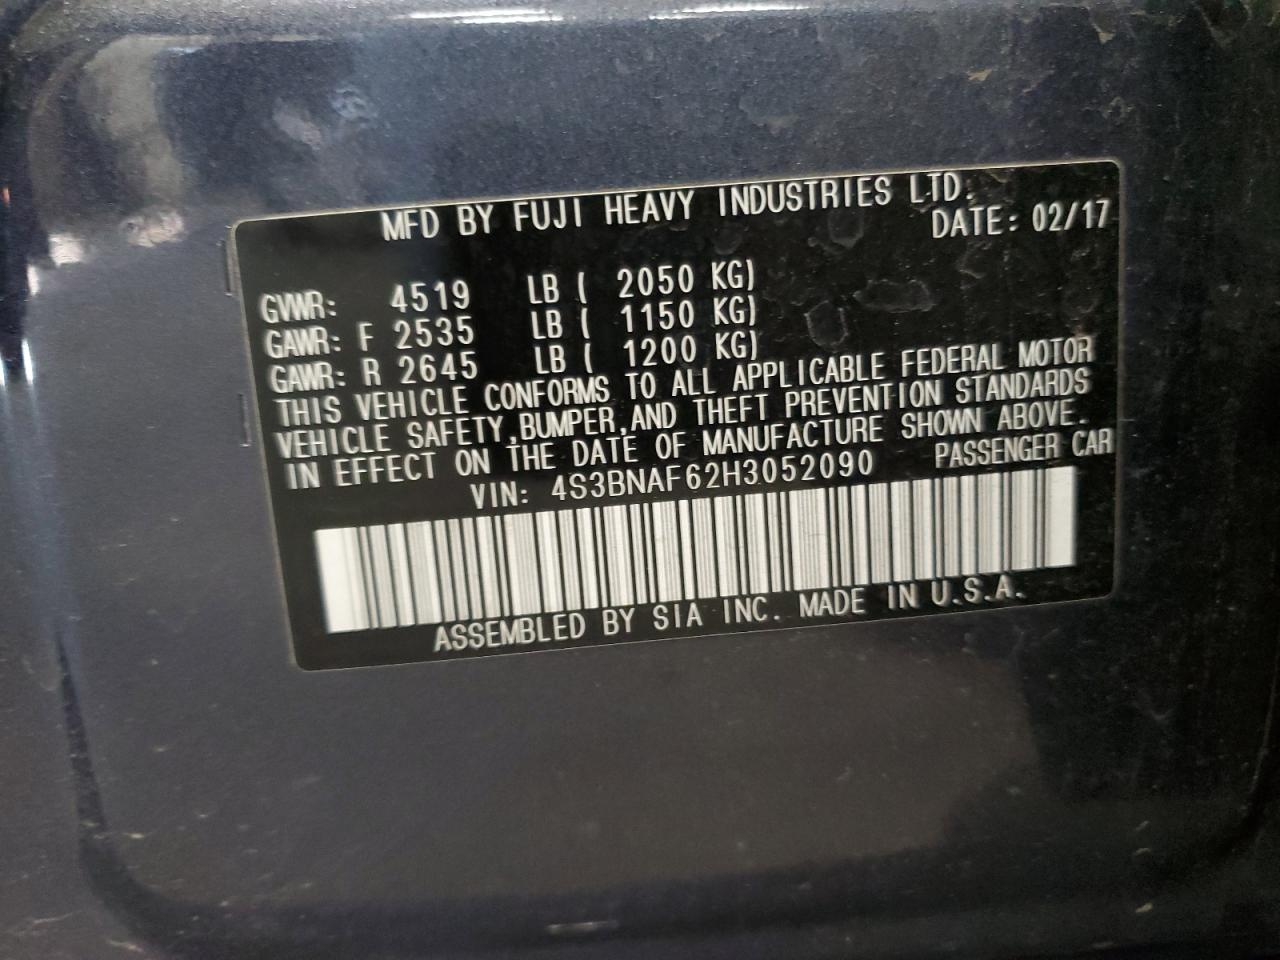 MFD BY FUJI HEAVY INDUSTRIES LTD.
DATE: 02/17
GVWR: 4519 LB ( 2050 KG)
GAWR: F 2535 LB ( 1150 KG)
GAWR: R 2645 LB ( 1200 KG)
THIS VEHICLE CONFORMS TO ALL APPLICABLE FEDERAL MOTOR
VEHICLE SAFETY,BUMPER,AND THEFT PREVENTION STANDARDS
IN EFFECT ON THE DATE OF MANUFACTURE SHOWN ABOVE.
VIN: 4S3BNAF62H3052090 PASSENGER CAR
ASSEMBLED BY SIA INC. MADE IN U.S.A.